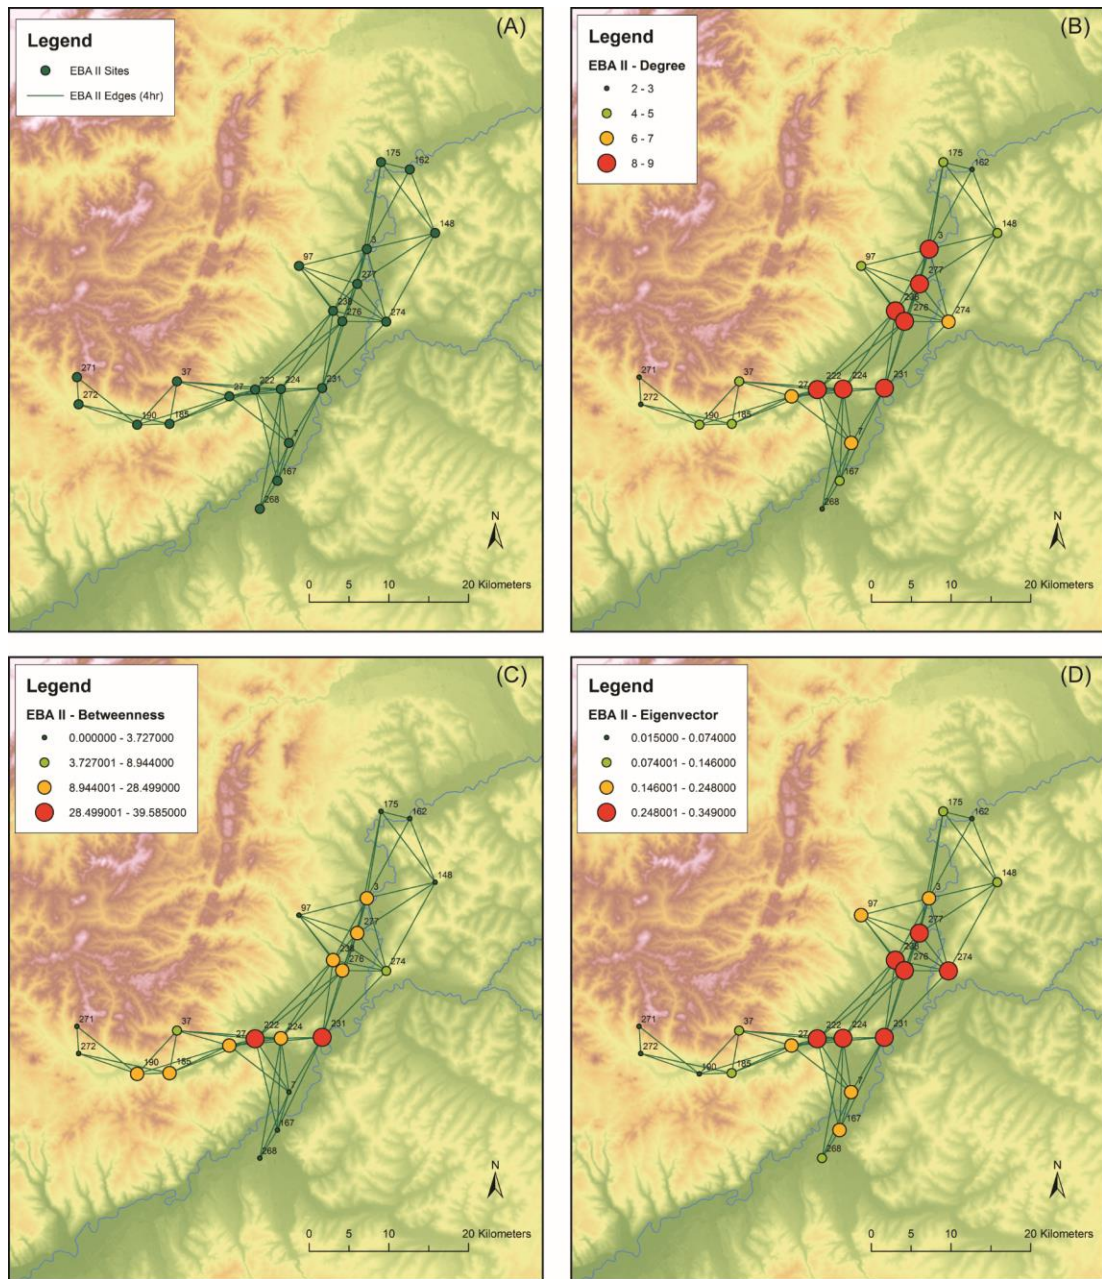 (A)
Legend
EBA II Sites
EBA II Edges (4hr)
175
162
148
3
97
277
238
276
274
271
37
272
27
222
224
231
190
185
7
167
268
N
0 5 10 20 Kilometers
(B)
Legend
EBA II - Degree
2 - 3
4 - 5
6 - 7
8 - 9
175
162
148
3
97
277
238
276
274
271
37
272
27
222
224
231
190
185
7
167
268
N
0 5 10 20 Kilometers
(C)
Legend
EBA II - Betweenness
0.000000 - 3.727000
3.727001 - 8.944000
8.944001 - 28.499000
28.499001 - 39.585000
175
162
148
3
97
277
238
276
274
271
37
272
27
222
224
231
190
185
7
167
268
N
0 5 10 20 Kilometers
(D)
Legend
EBA II - Eigenvector
0.015000 - 0.074000
0.074001 - 0.146000
0.146001 - 0.248000
0.248001 - 0.349000
175
162
148
3
97
277
238
276
274
271
37
272
27
222
224
231
190
185
7
167
268
N
0 5 10 20 Kilometers